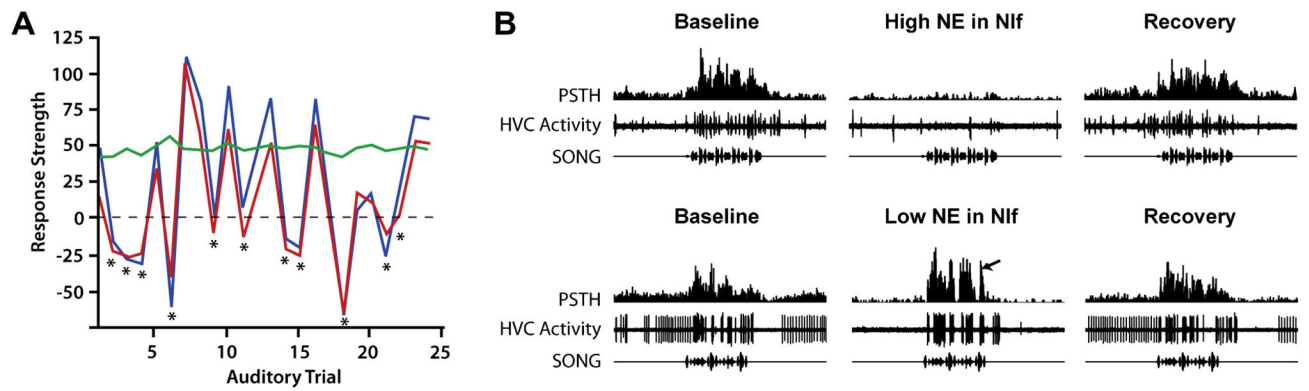 A
125
100
75
50
25
0
-25
-50
Response Strength
* * * * * * * * * * *
5 10 15 20 25
Auditory Trial
B
Baseline High NE in NIf Recovery
PSTH
HVC Activity
SONG
Baseline Low NE in NIf Recovery
PSTH
HVC Activity
SONG